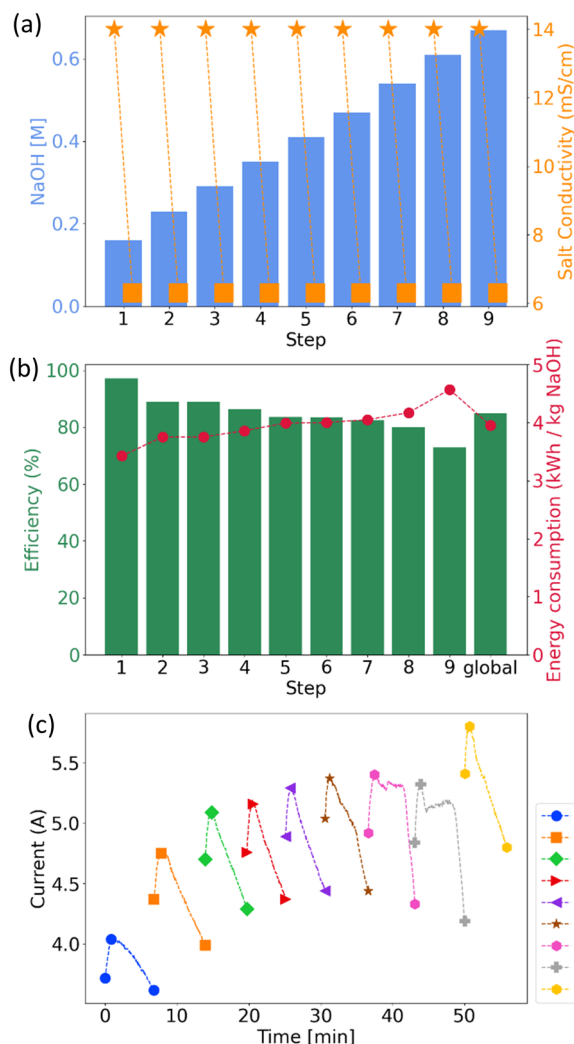 (a)
NaOH [M]
0.6
0.4
0.2
0.0
14
12
10
8
6
Salt Conductivity (mS/cm)
1 2 3 4 5 6 7 8 9
Step
(b)
Efficiency (%)
100
80
60
40
20
0
5
4
3
2
1
0
Energy consumption (kWh / kg NaOH)
1 2 3 4 5 6 7 8 9 global
Step
(c)
Current (A)
5.5
5.0
4.5
4.0
0 10 20 30 40 50
Time [min]